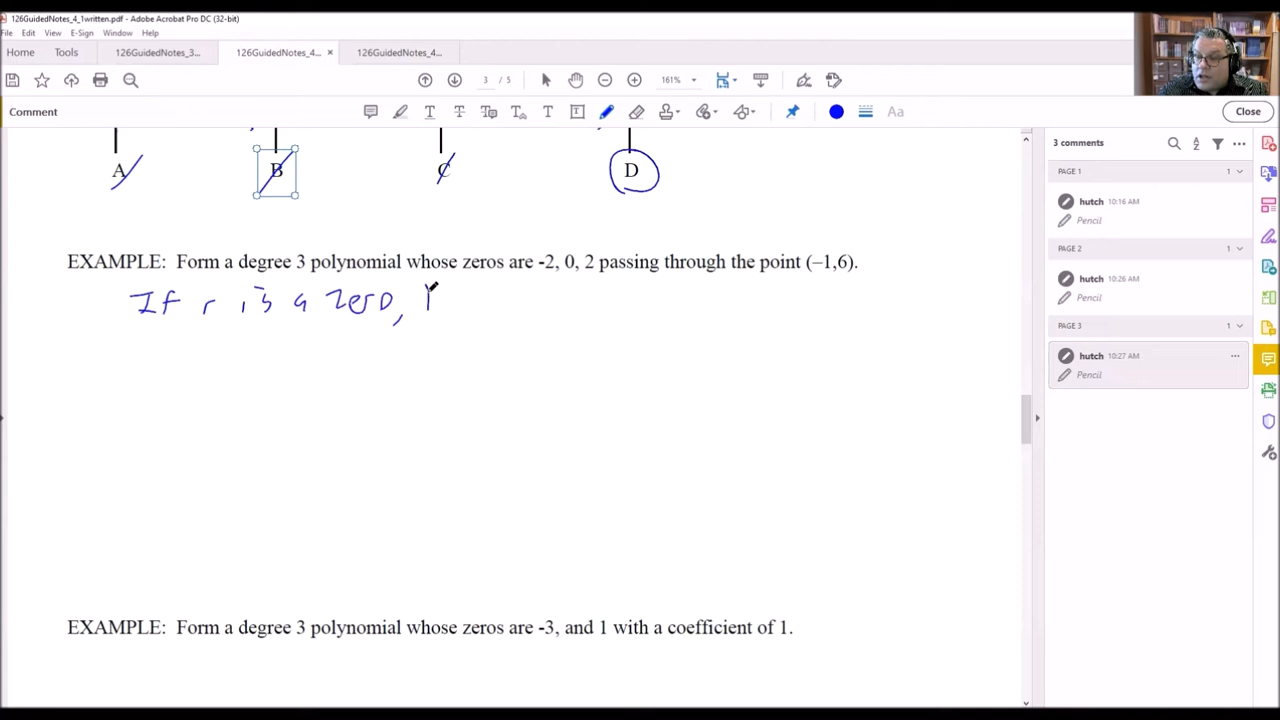 126GuidedNotes_4_1written.pdf - Adobe Acrobat Pro DC (32-bit)
File Edit View E-Sign Window Help
Home Tools 126GuidedNotes_3... 126GuidedNotes_4... × 126GuidedNotes_4...
3 / 5 161%
Comment T T T T Aa Close
A B C D
EXAMPLE: Form a degree 3 polynomial whose zeros are -2, 0, 2 passing through the point (–1,6).
If r is a zero,
EXAMPLE: Form a degree 3 polynomial whose zeros are -3, and 1 with a coefficient of 1.
3 comments
PAGE 1 1
hutch 10:16 AM
Pencil
PAGE 2 1
hutch 10:26 AM
Pencil
PAGE 3 1
hutch 10:27 AM
Pencil